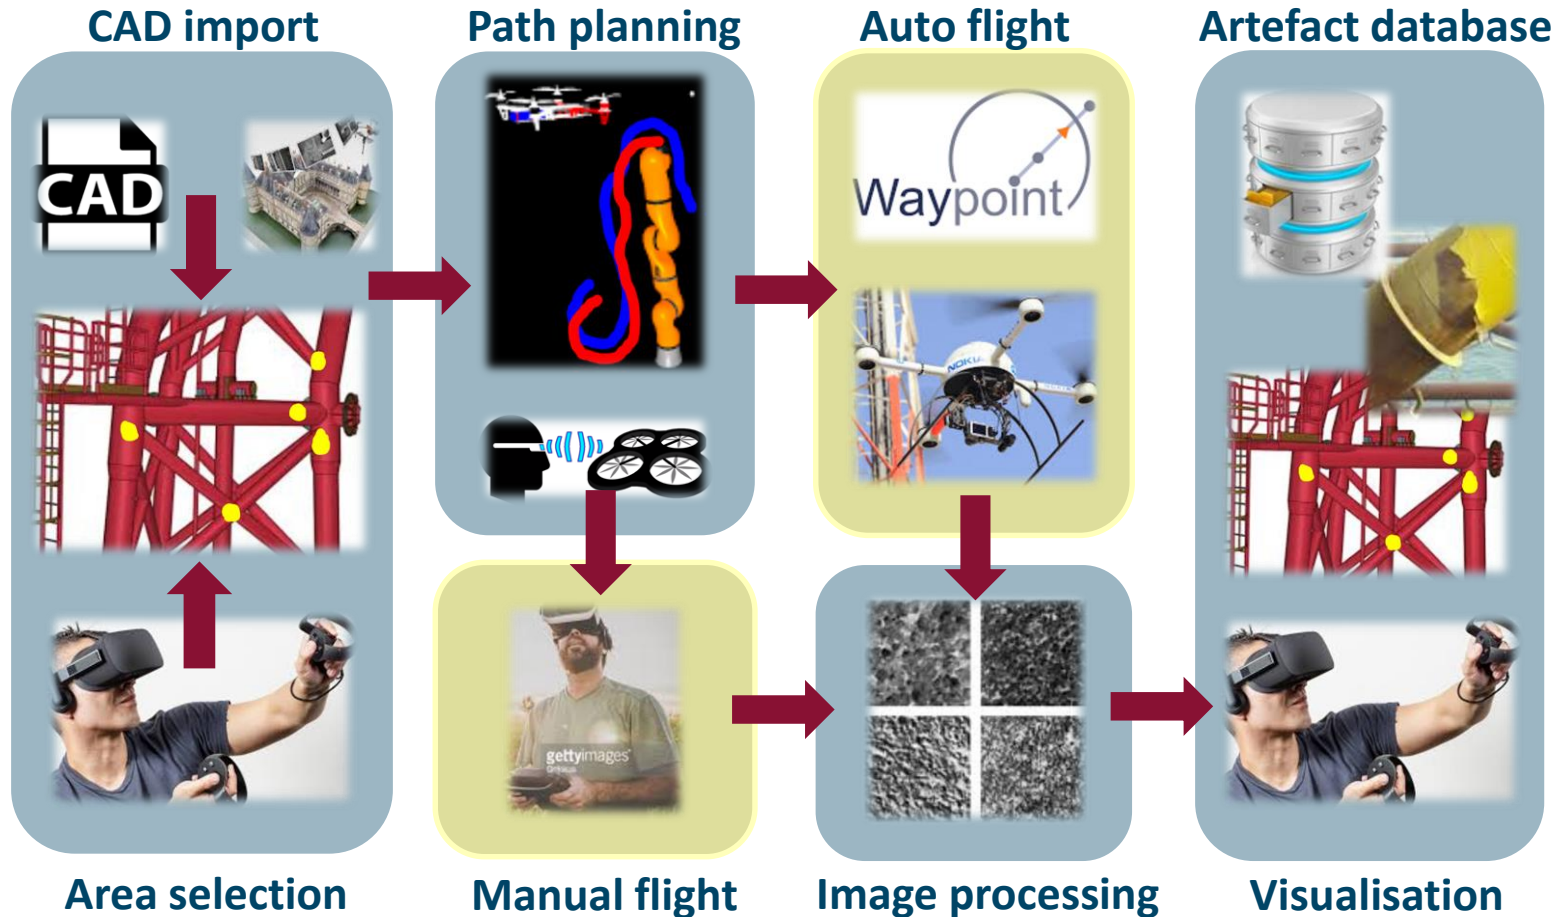 CAD import
Path planning
Auto flight
Artefact database
CAD
Waypoint
NOKIA
gettyimages®
Area selection
Manual flight
Image processing
Visualisation